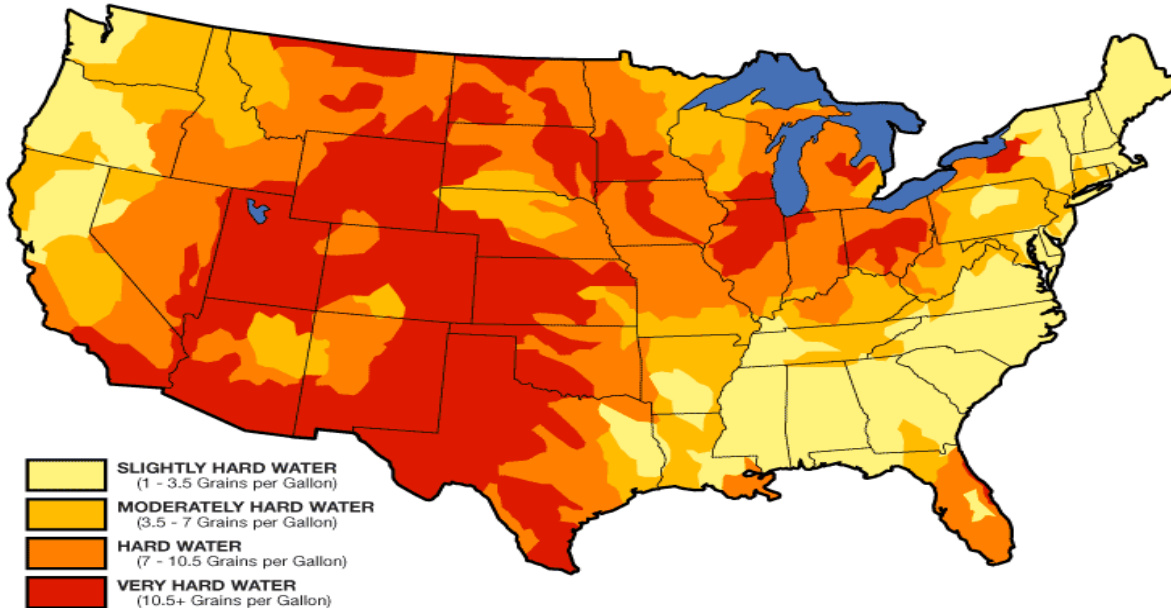 SLIGHTLY HARD WATER
(1 - 3.5 Grains per Gallon)
MODERATELY HARD WATER
(3.5 - 7 Grains per Gallon)
HARD WATER
(7 - 10.5 Grains per Gallon)
VERY HARD WATER
(10.5+ Grains per Gallon)